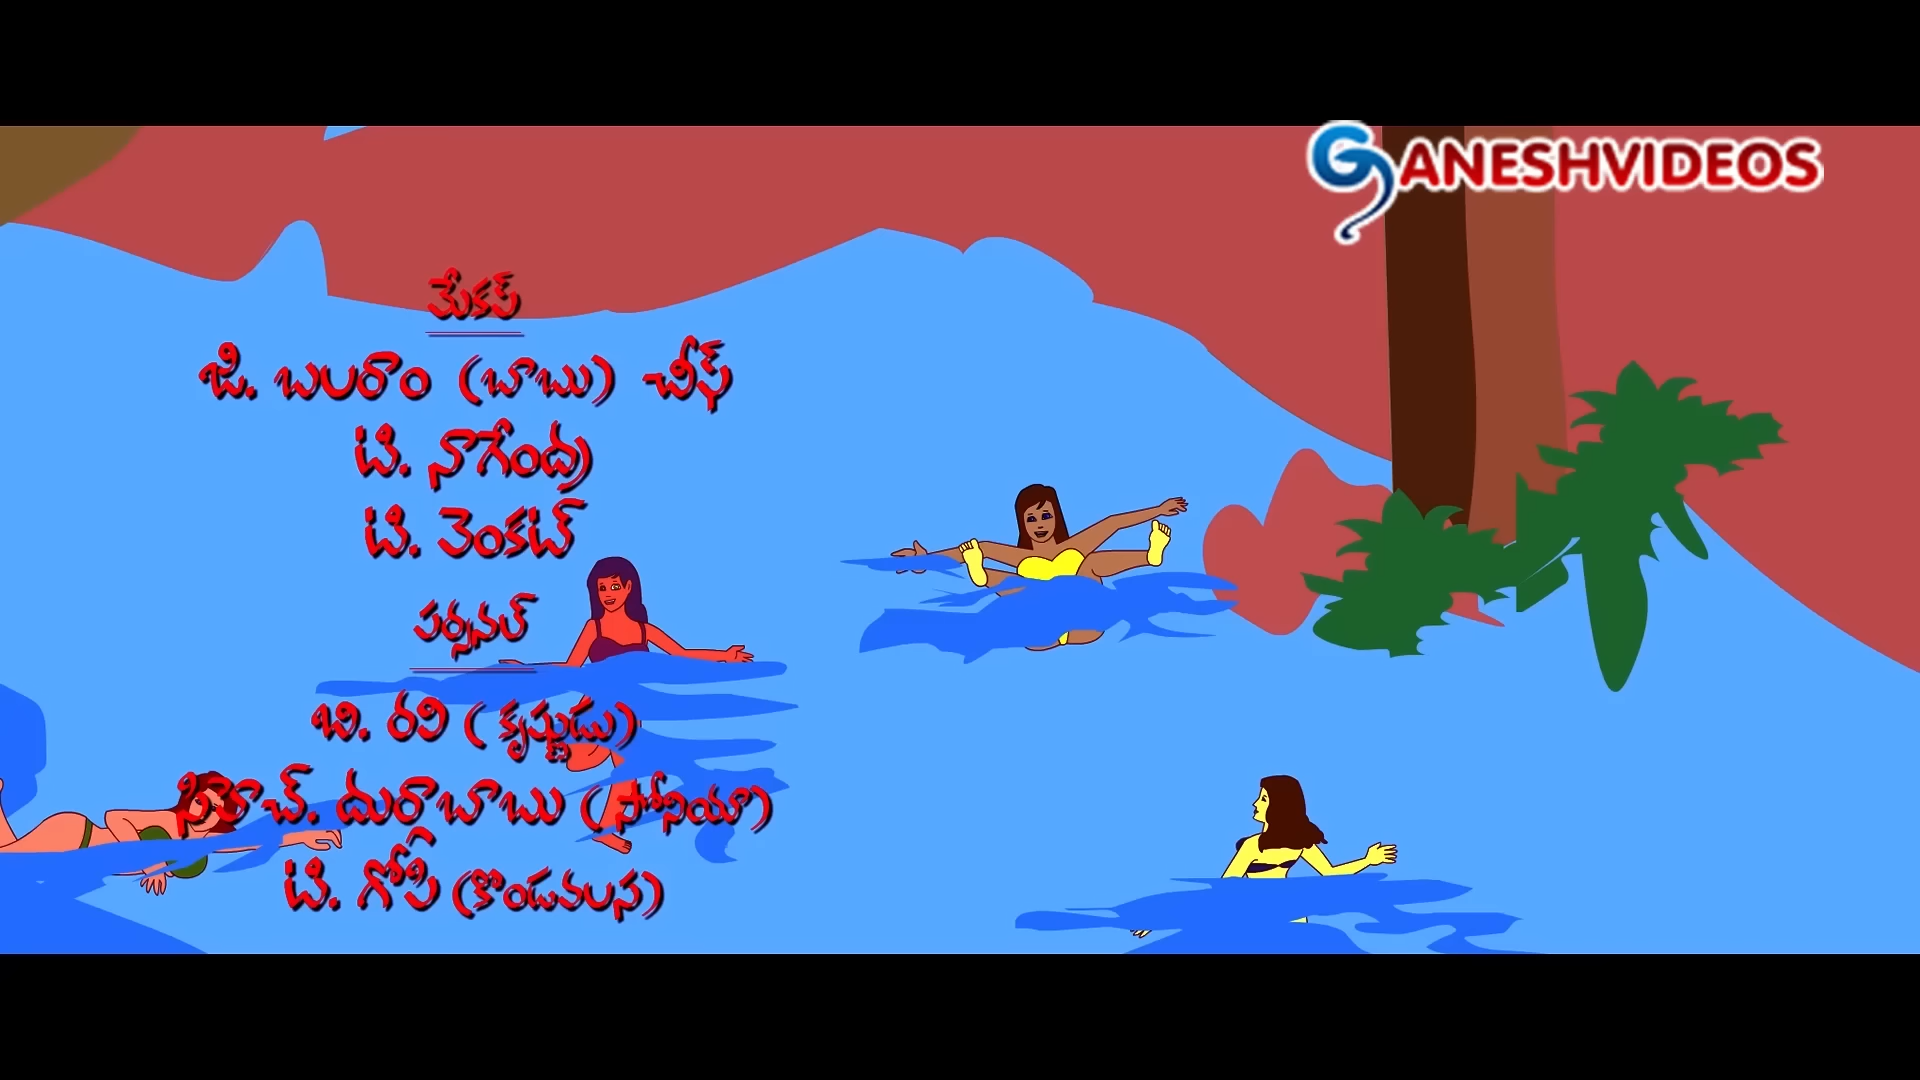 GANESHVIDEOS
మేకప్
జి. బలరాం (బాబు) చీఫ్
టి. నాగేంద్ర
టి. వెంకట్
పర్సనల్
బి. రవి ( కృష్ణుడు)
సిహెచ్. దుర్గాబాబు ( సోనియా)
టి. గోపి (కొండవలస)